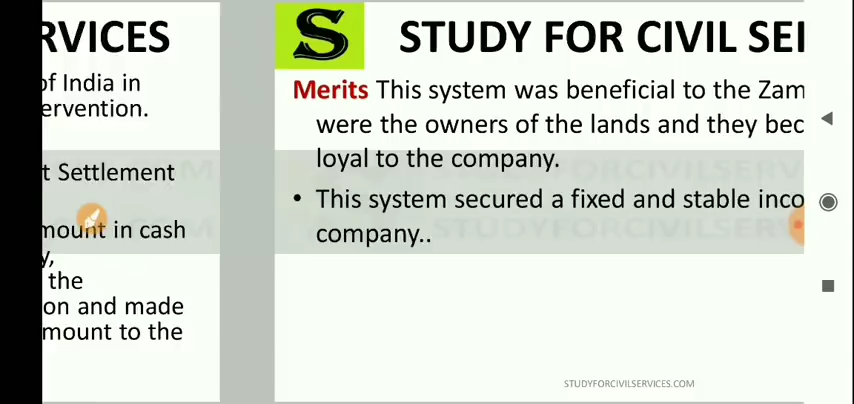 RVICES
of India in
ervention.
t Settlement
mount in cash
y,
the
on and made
mount to the
S STUDY FOR CIVIL SE
Merits This system was beneficial to the Zam
were the owners of the lands and they bec
loyal to the company.
• This system secured a fixed and stable inco
company..
STUDYFORCIVILSERVICES.COM